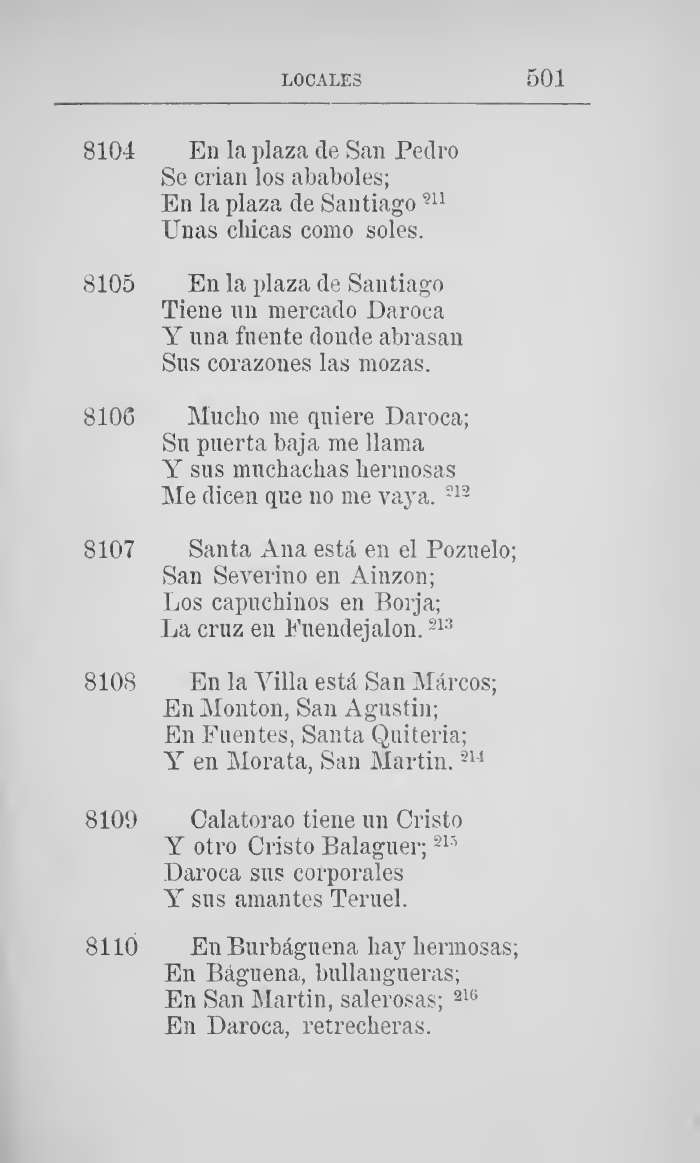 LOCALES 501
8104 En la plaza de San Pedro
Se crian los ababoles;
En la plaza de Santiago 211
Unas chicas como soles.
8105 En la plaza de Santiago
Tiene un mercado Daroca
Y una fuente donde abrasan
Sus corazones las mozas.
8106 Mucho me quiere Daroca;
Su puerta baja me llama
Y sus muchachas hermosas
Me dicen que no me vaya. 212
8107 Santa Ana está en el Pozuelo;
San Severino en Ainzon;
Los capuchinos en Borja;
La cruz en Fuendejalon. 213
8108 En la Villa está San Márcos;
En Monton, San Agustin;
En Fuentes, Santa Quiteria;
Y en Morata, San Martin. 214
8109 Calatorao tiene un Cristo
Y otro Cristo Balaguer; 215
Daroca sus corporales
Y sus amantes Teruel.
8110 En Burbáguena hay hermosas;
En Báguena, bullangueras;
En San Martin, salerosas; 216
En Daroca, retrecheras.